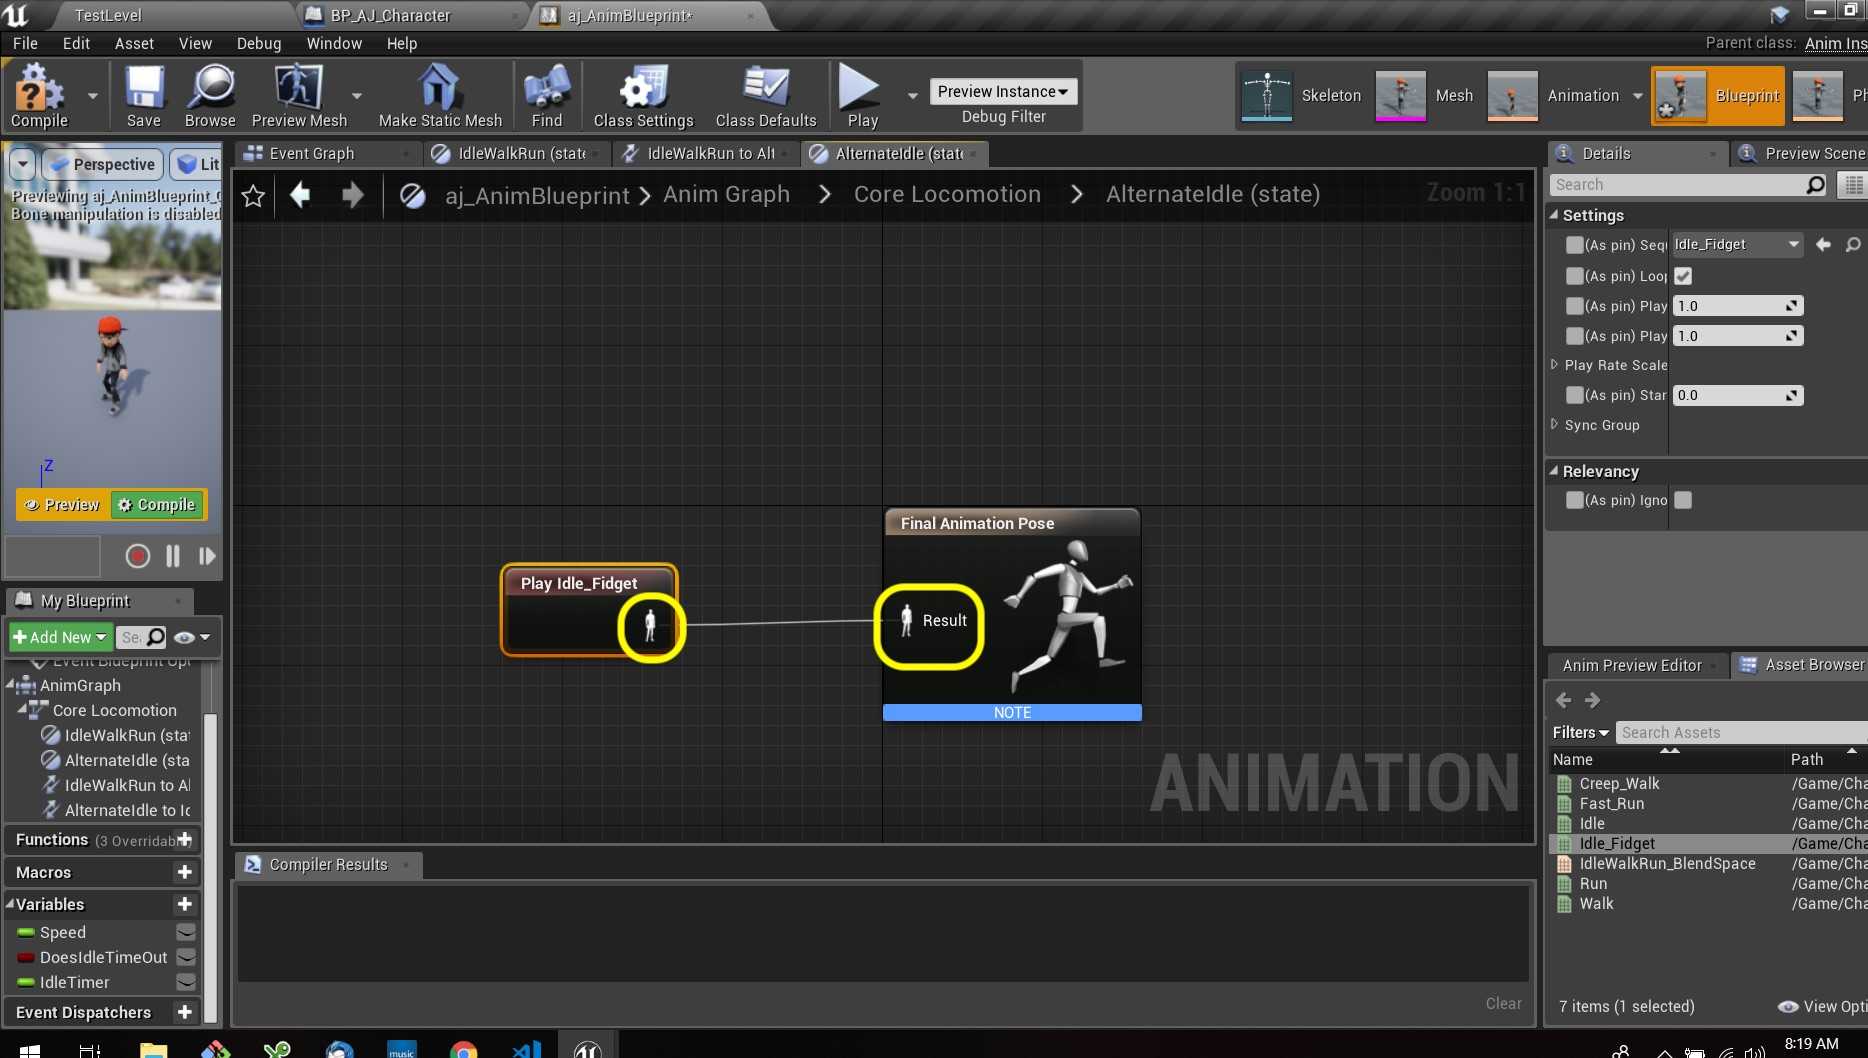 TestLevel
BP_AJ_Character
aj_AnimBlueprint*
File Edit Asset View Debug Window Help
Parent class: Anim Ins
Compile
Save
Browse
Preview Mesh
Make Static Mesh
Find
Class Settings
Class Defaults
Play
Preview Instance
Debug Filter
Skeleton
Mesh
Animation
Blueprint
Ph
Perspective
Lit
Previewing aj_AnimBlueprint_C
Bone manipulation is disabled
Z
Preview
Compile
Event Graph
IdleWalkRun (stat
IdleWalkRun to Alt
AlternateIdle (stat
aj_AnimBlueprint > Anim Graph > Core Locomotion > AlternateIdle (state)
Zoom 1:1
Play Idle_Fidget
Final Animation Pose
Result
NOTE
ANIMATION
My Blueprint
Add New
Se
Event Blueprint Up
AnimGraph
Core Locomotion
IdleWalkRun (stat
AlternateIdle (sta
IdleWalkRun to Al
AlternateIdle to Ic
Functions (3 Overridab
Macros
Variables
Speed
DoesIdleTimeOut
IdleTimer
Event Dispatchers
Compiler Results
Clear
Details
Preview Scene
Search
Settings
(As pin) Sequ
Idle_Fidget
(As pin) Loop
(As pin) Play
1.0
(As pin) Play
1.0
Play Rate Scale
(As pin) Star
0.0
Sync Group
Relevancy
(As pin) Igno
Anim Preview Editor
Asset Browser
Filters
Search Assets
Name
Path
Creep_Walk /Game/Cha
Fast_Run /Game/Cha
Idle /Game/Cha
Idle_Fidget /Game/Cha
IdleWalkRun_BlendSpace /Game/Cha
Run /Game/Cha
Walk /Game/Cha
7 items (1 selected)
View Opti
music
8:19 AM